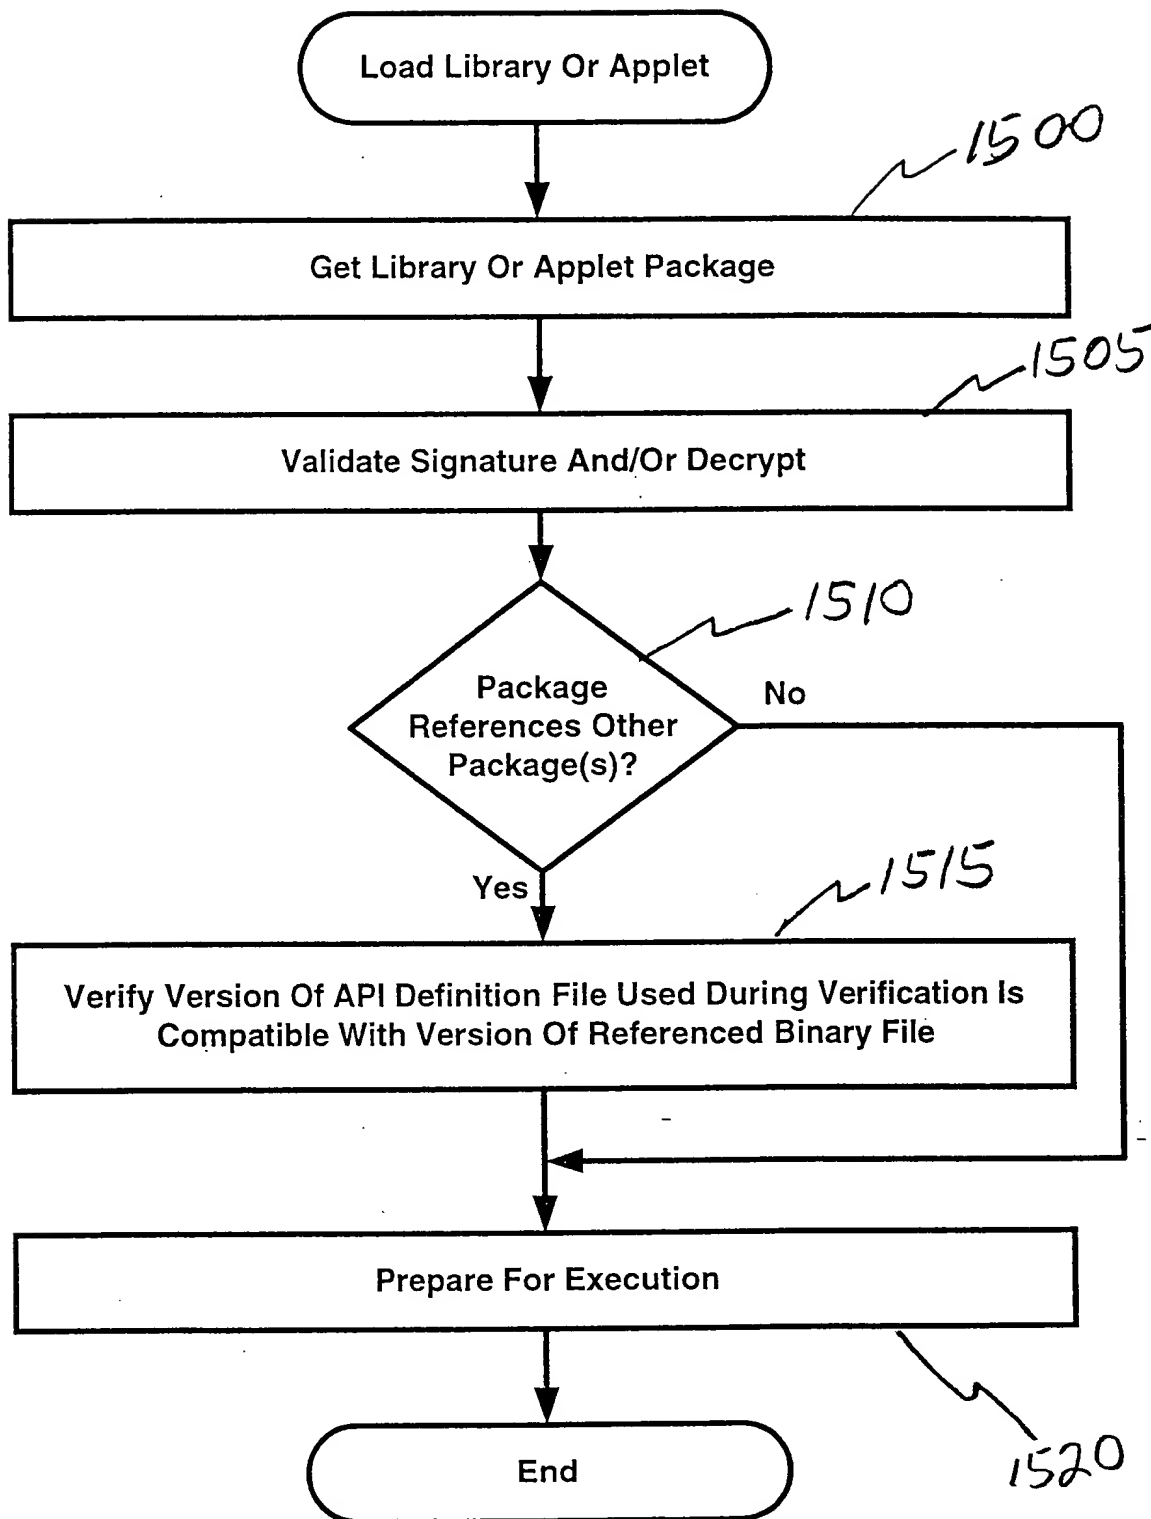 Load Library Or Applet
1500
Get Library Or Applet Package
1505
Validate Signature And/Or Decrypt
1510
Package
References Other
Package(s)?
No
Yes
1515
Verify Version Of API Definition File Used During Verification Is
Compatible With Version Of Referenced Binary File
Prepare For Execution
1520
End